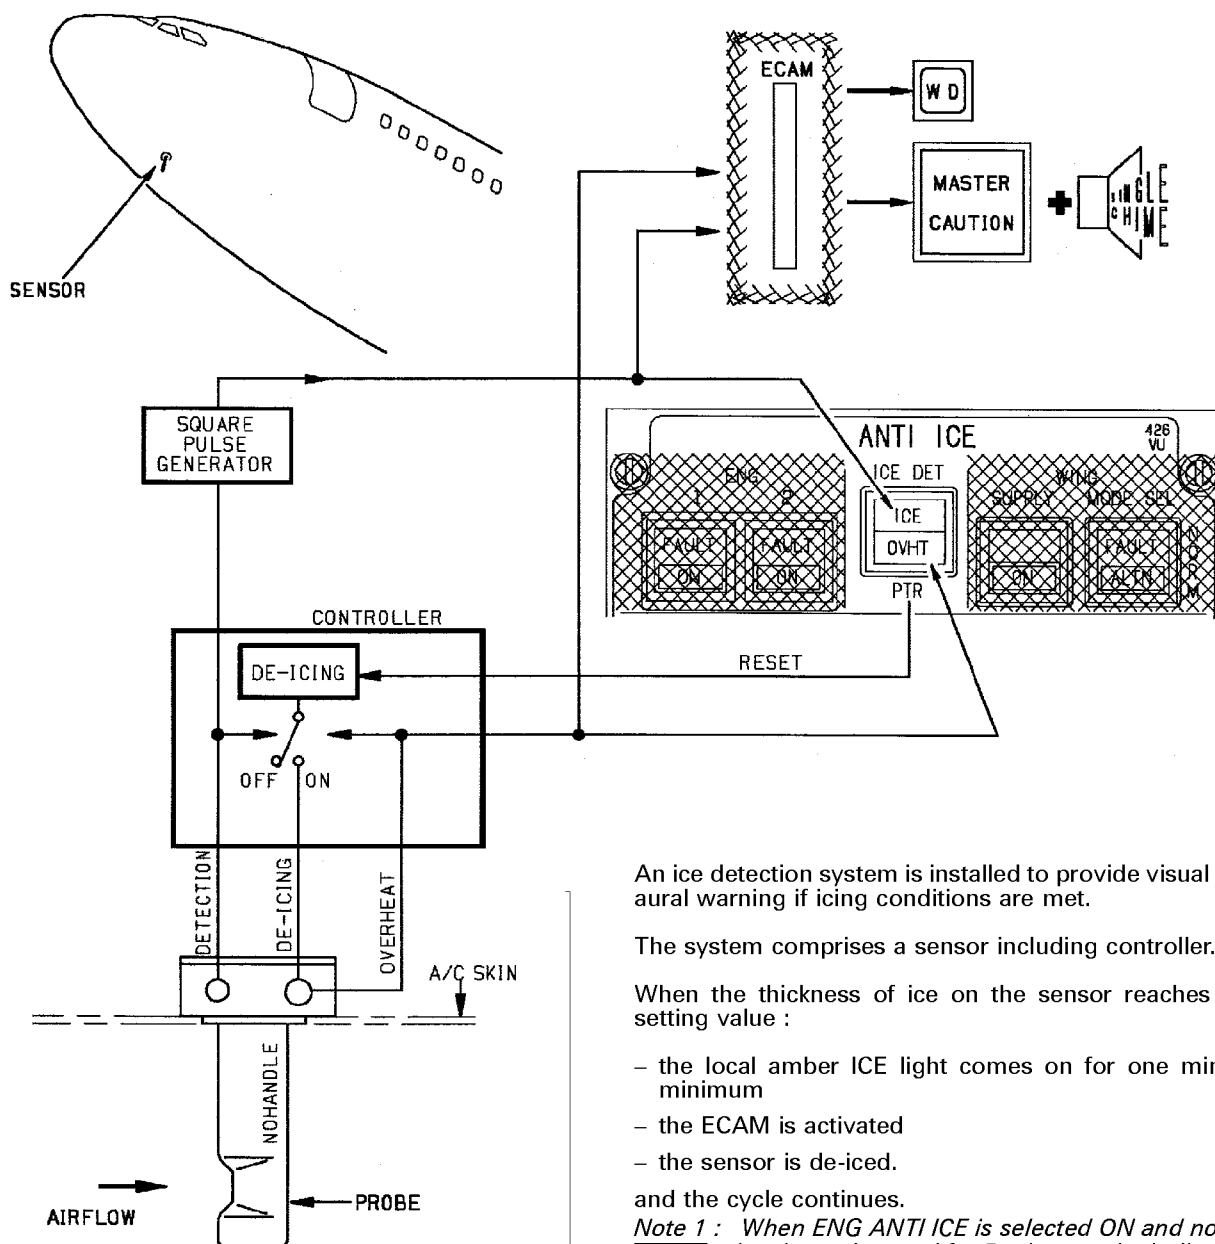 ECAM
W D
MASTER
CAUTION
SINGLE
CHIME
SENSOR
SQUARE
PULSE
GENERATOR
ANTI ICE
426
VU
ENG
1
2
ICE DET
WING
SUPPLY
MODE SEL
ICE
OVHT
FAULT
ON
FAULT
ON
ON
FAULT
ALTN
NORM
PTR
CONTROLLER
DE-ICING
RESET
OFF
ON
DETECTION
DE-ICING
OVERHEAT
A/C SKIN
NOHANDLE
AIRFLOW
PROBE
An ice detection system is installed to provide visual
aural warning if icing conditions are met.
The system comprises a sensor including controller.
When the thickness of ice on the sensor reaches
setting value :
– the local amber ICE light comes on for one
minimum
– the ECAM is activated
– the sensor is de-iced.
and the cycle continues.
Note 1 : When ENG ANTI ICE is selected ON and